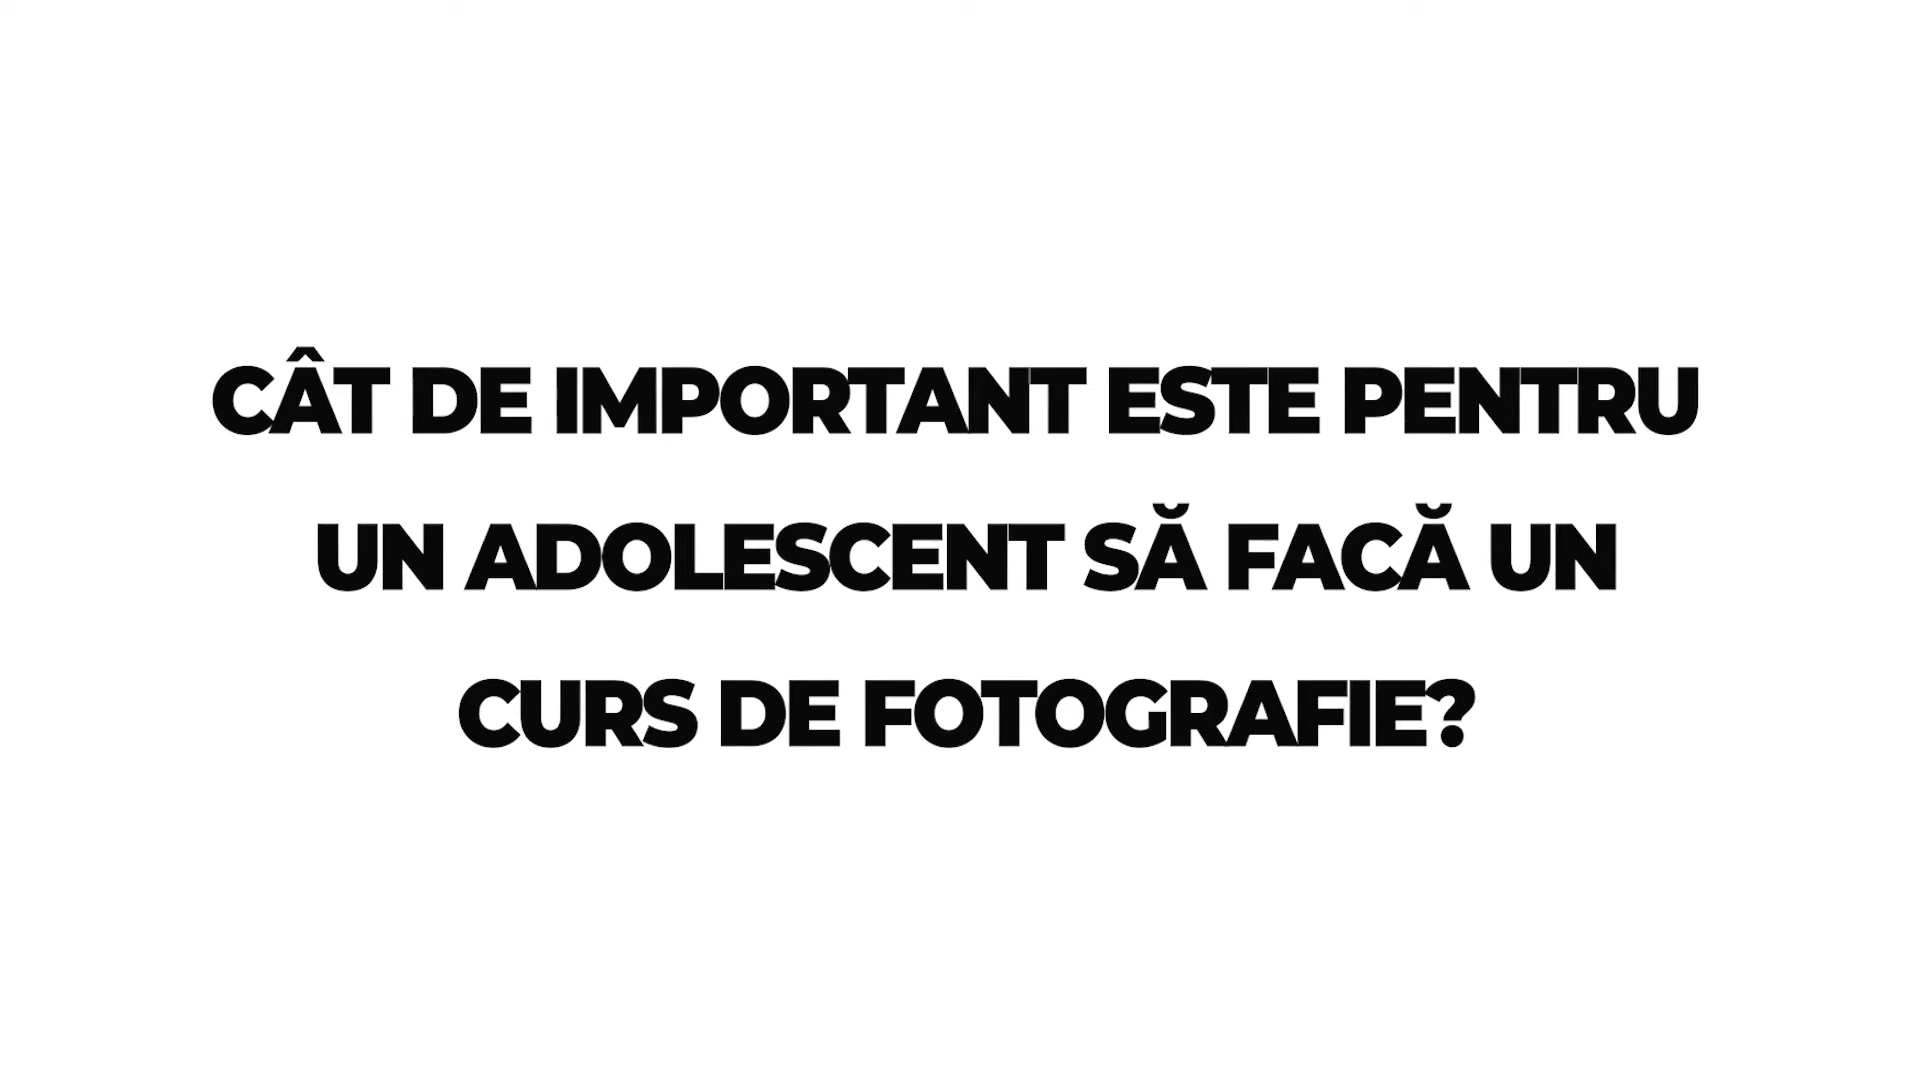 CÂT DE IMPORTANT ESTE PENTRU
UN ADOLESCENT SĂ FACĂ UN
CURS DE FOTOGRAFIE?